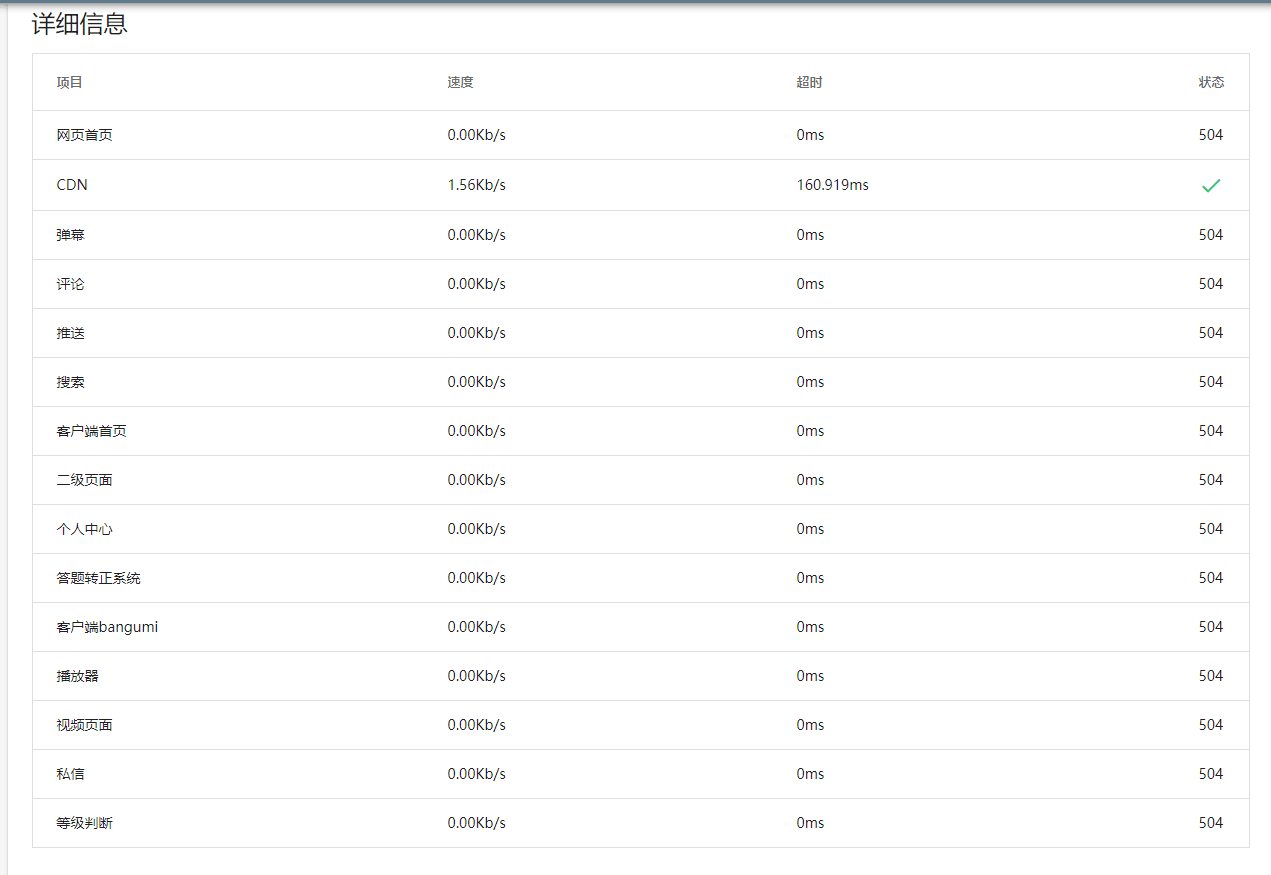 详细信息
项目 速度 超时 状态
网页首页 0.00Kb/s 0ms 504
CDN 1.56Kb/s 160.919ms
弹幕 0.00Kb/s 0ms 504
评论 0.00Kb/s 0ms 504
推送 0.00Kb/s 0ms 504
搜索 0.00Kb/s 0ms 504
客户端首页 0.00Kb/s 0ms 504
二级页面 0.00Kb/s 0ms 504
个人中心 0.00Kb/s 0ms 504
答题转正系统 0.00Kb/s 0ms 504
客户端bangumi 0.00Kb/s 0ms 504
播放器 0.00Kb/s 0ms 504
视频页面 0.00Kb/s 0ms 504
私信 0.00Kb/s 0ms 504
等级判断 0.00Kb/s 0ms 504